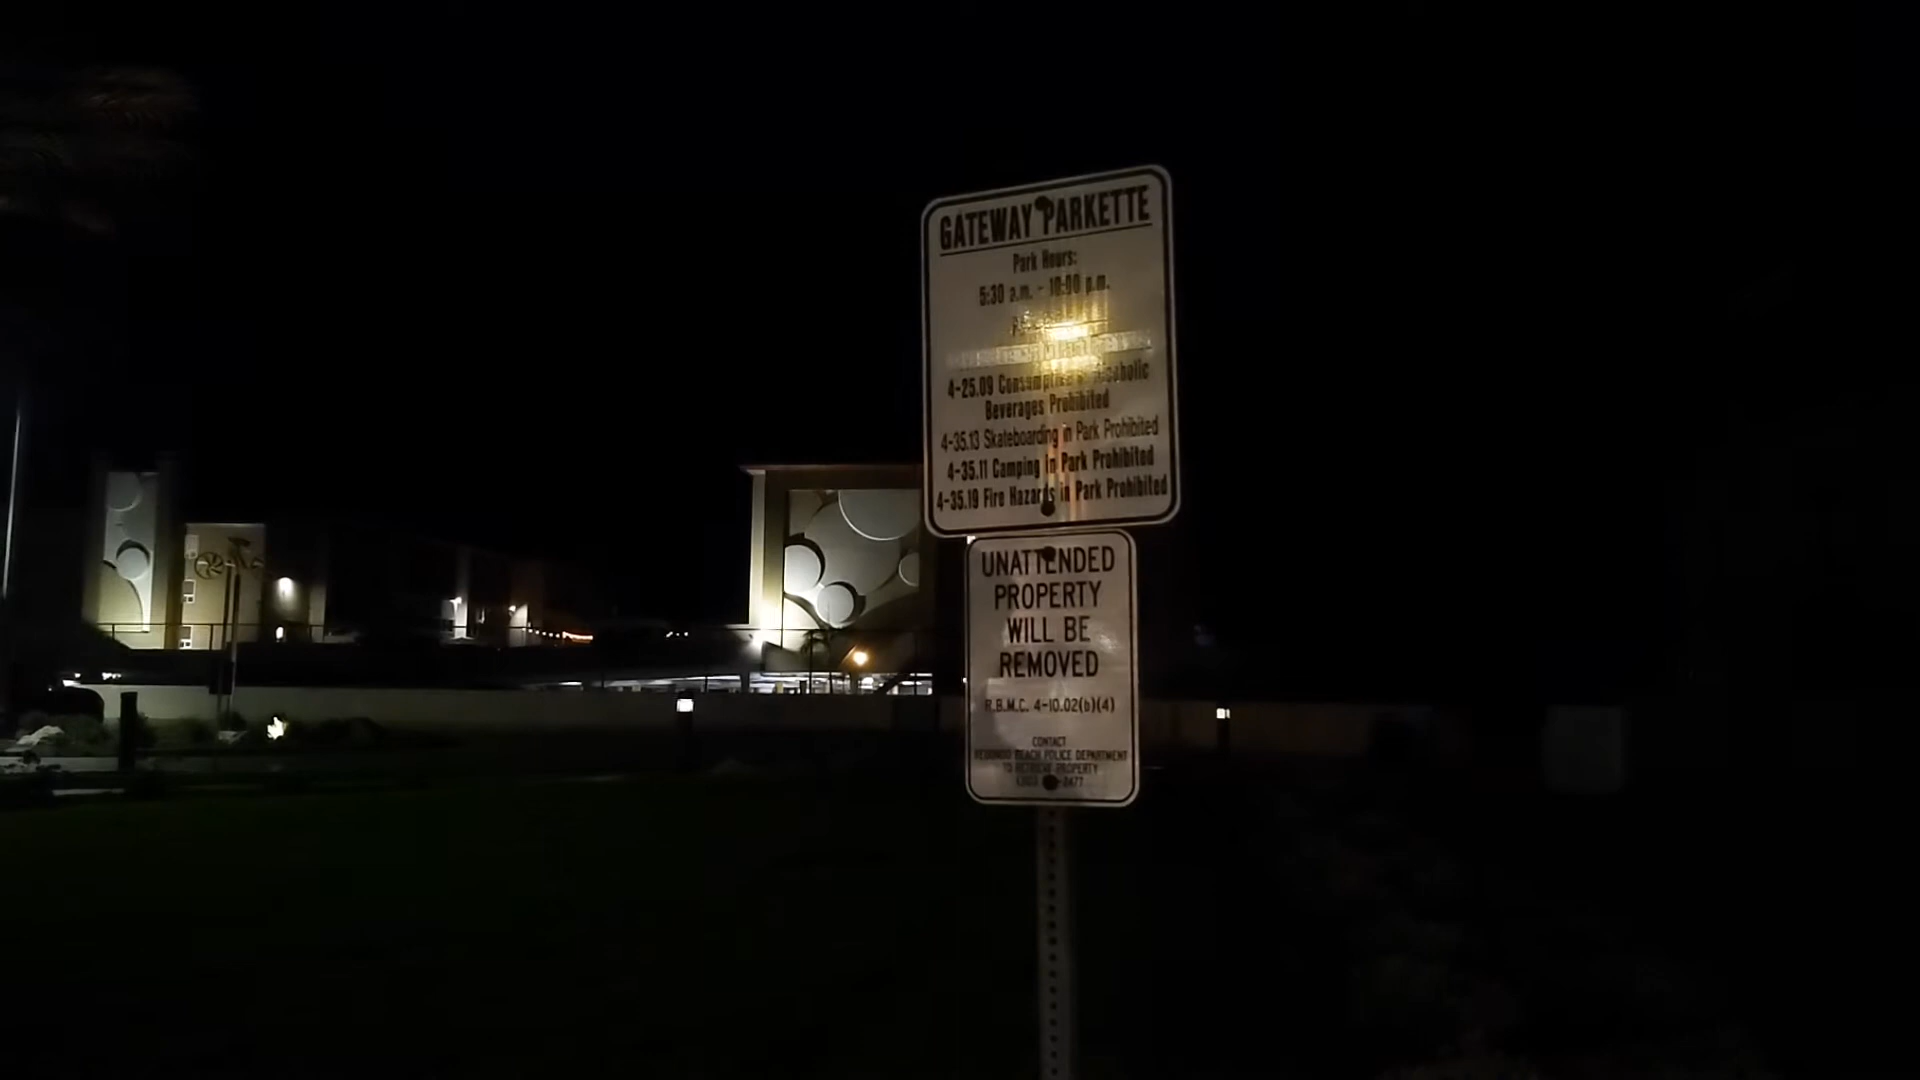 GATEWAY PARKETTE
Park Hours:
5:30 a.m. - 10:00 p.m.
4-25.09 Consumption of Alcoholic
Beverages Prohibited
4-35.13 Skateboarding in Park Prohibited
4-35.11 Camping in Park Prohibited
4-35.19 Fire Hazards in Park Prohibited
UNATTENDED
PROPERTY
WILL BE
REMOVED
R.B.M.C. 4-10.02(b)(4)
CONTACT
REDONDO BEACH POLICE DEPARTMENT
TO RETRIEVE PROPERTY